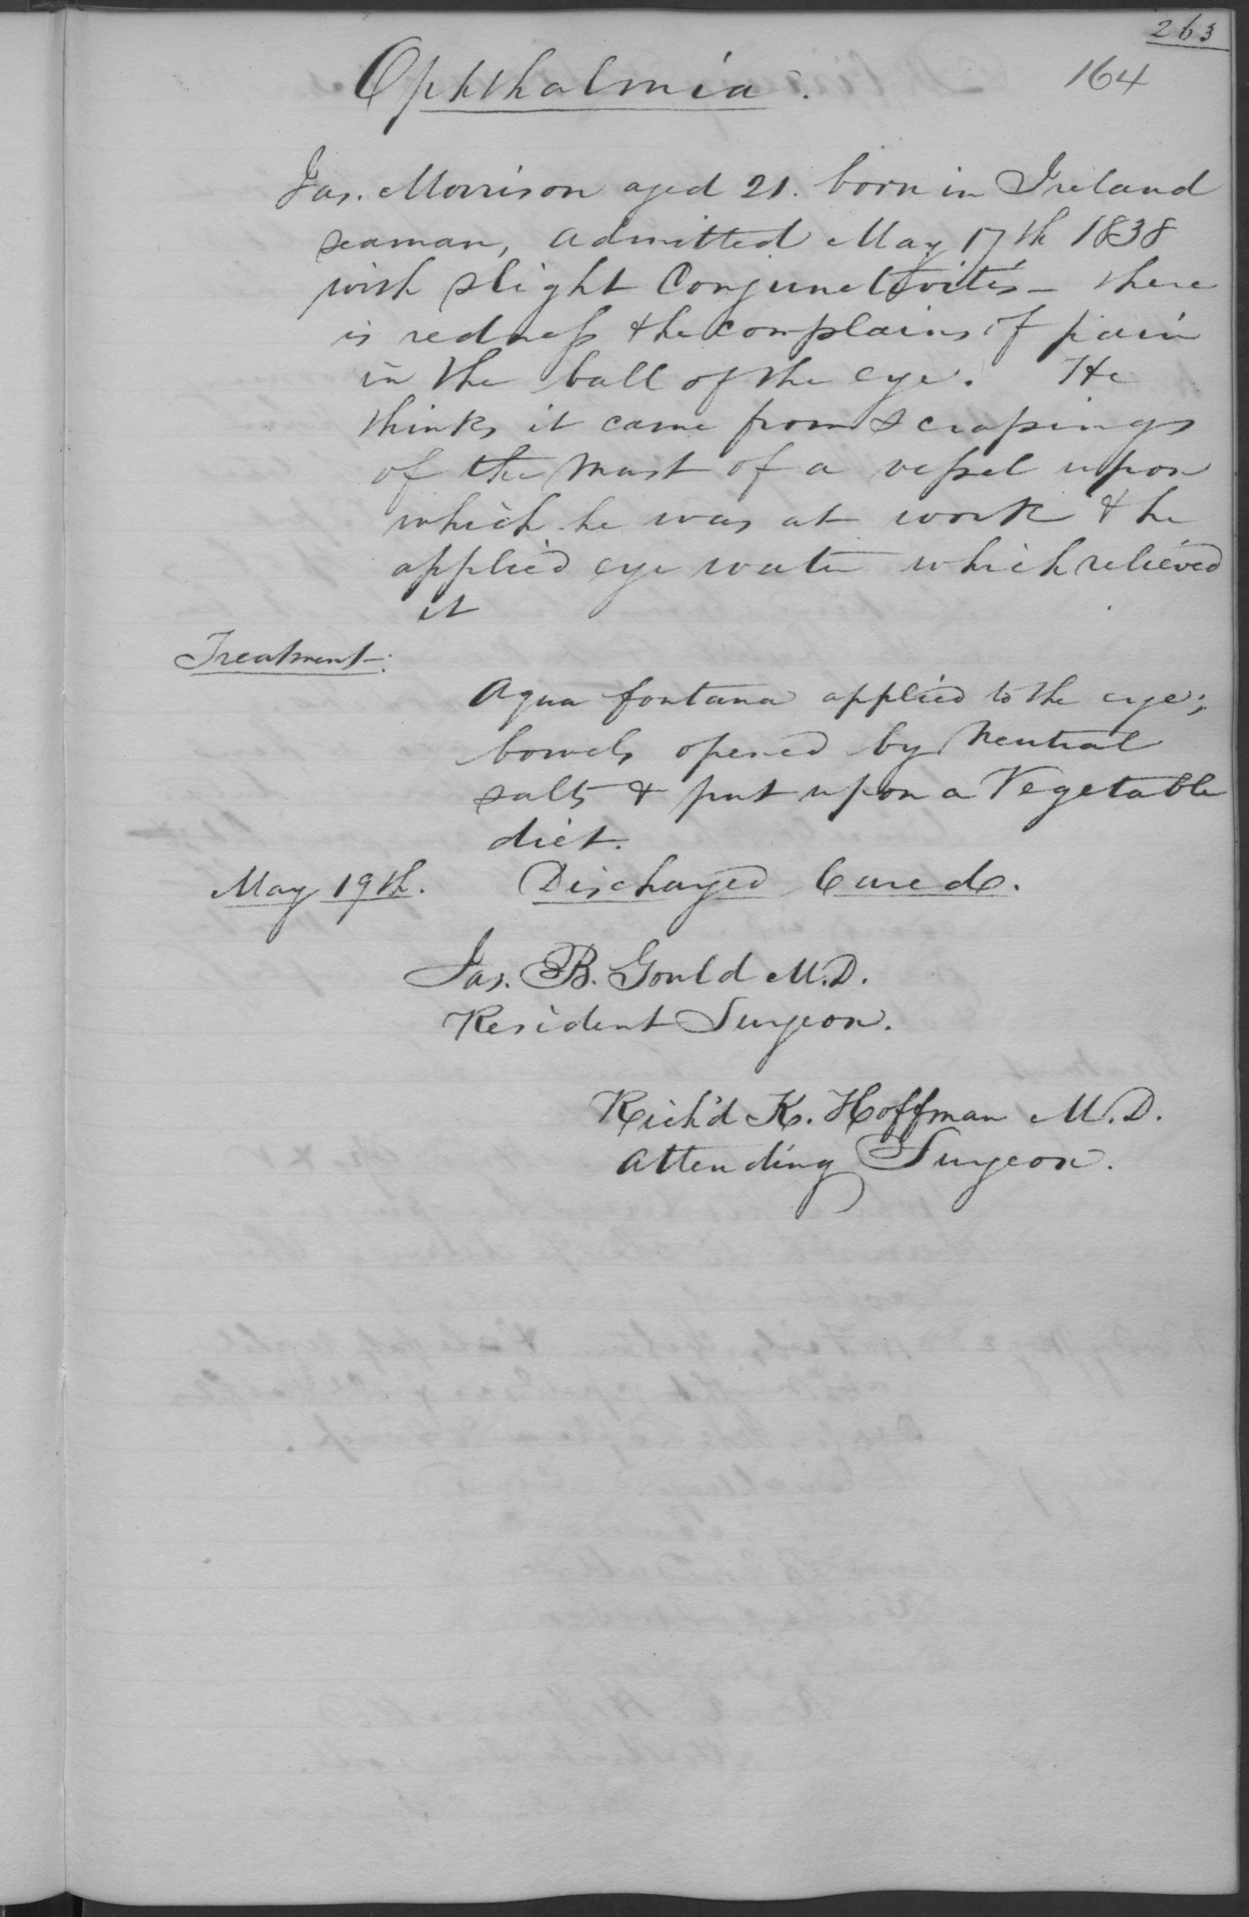 263
164
Ophthalmia.
Jas. Morrison aged 21. born in Ireland
seaman, admitted May 17th 1838
with slight Conjunctivitis - there
is redness & he complains of pain
in the ball of the eye. He
thinks it came from scrapings
of the mast of a vessel upon
which he was at work & he
applied eye water which relieved
it
Treatment:
Aqua fontana applied to the eye;
bowels opened by neutral
salts & put upon a Vegetable
diet.
May 19th. Discharged Cured.
Jas. B. Gould M.D.
Resident Surgeon.
Rich'd K. Hoffman M.D.
Attending Surgeon.